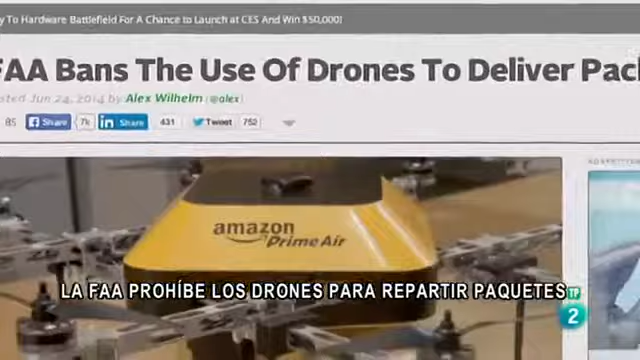 To Hardware Battlefield For A Chance to Launch at CES And Win $50,000!
FAA Bans The Use Of Drones To Deliver
Jun 24, 2014 by Alex Wilhelm (@alex)
85 Share 7k in Share 431 Tweet 752
amazon
Prime Air
LA FAA PROHÍBE LOS DRONES PARA REPARTIR PAQUETES
TP
2